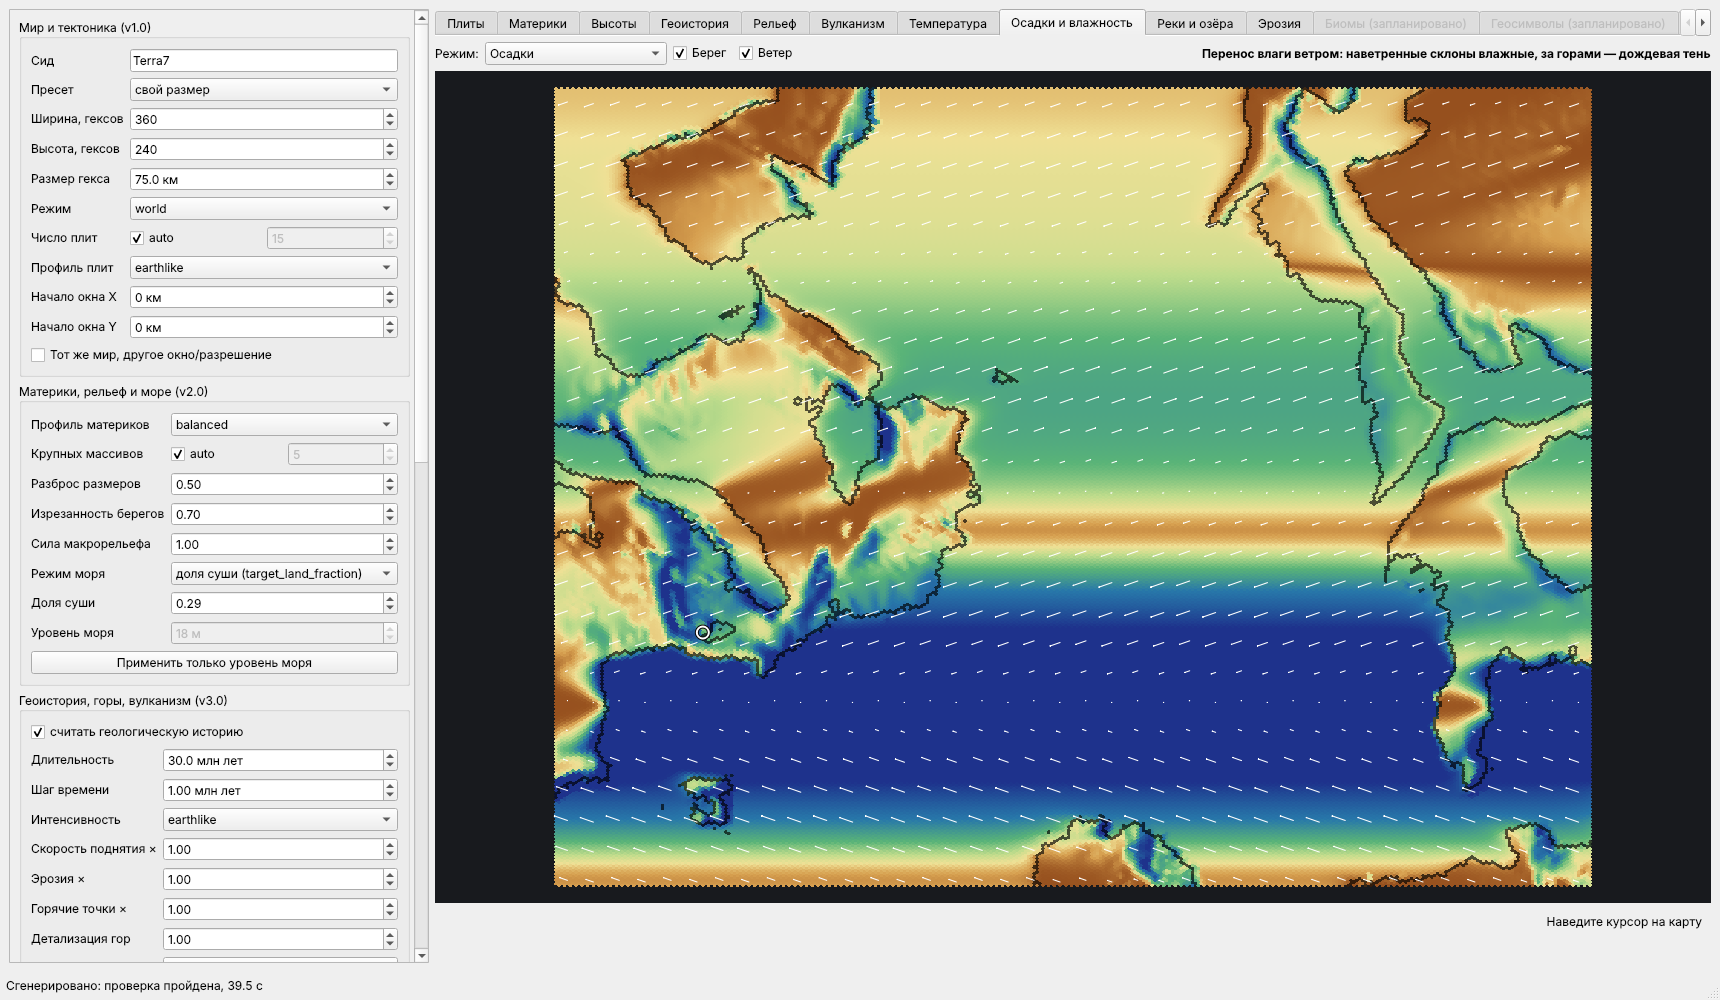 Мир и тектоника (v1.0)
Сид Terra7
Пресет свой размер
Ширина, гексов 360
Высота, гексов 240
Размер гекса 75.0 км
Режим world
Число плит auto 15
Профиль плит earthlike
Начало окна X 0 км
Начало окна Y 0 км
Тот же мир, другое окно/разрешение
Материки, рельеф и море (v2.0)
Профиль материков balanced
Крупных массивов auto 5
Разброс размеров 0.50
Изрезанность берегов 0.70
Сила макрорельефа 1.00
Режим моря доля суши (target_land_fraction)
Доля суши 0.29
Уровень моря 18 м
Применить только уровень моря
Геоистория, горы, вулканизм (v3.0)
считать геологическую историю
Длительность 30.0 млн лет
Шаг времени 1.00 млн лет
Интенсивность earthlike
Скорость поднятия × 1.00
Эрозия × 1.00
Горячие точки × 1.00
Детализация гор 1.00
Плиты Материки Высоты Геоистория Рельеф Вулканизм Температура Осадки и влажность Реки и озёра Эрозия Биомы (запланировано) Геосимволы (запланировано)
Режим: Осадки Берег Ветер Перенос влаги ветром: наветренные склоны влажные, за горами — дождевая тень
Наведите курсор на карту
Сгенерировано: проверка пройдена, 39.5 с